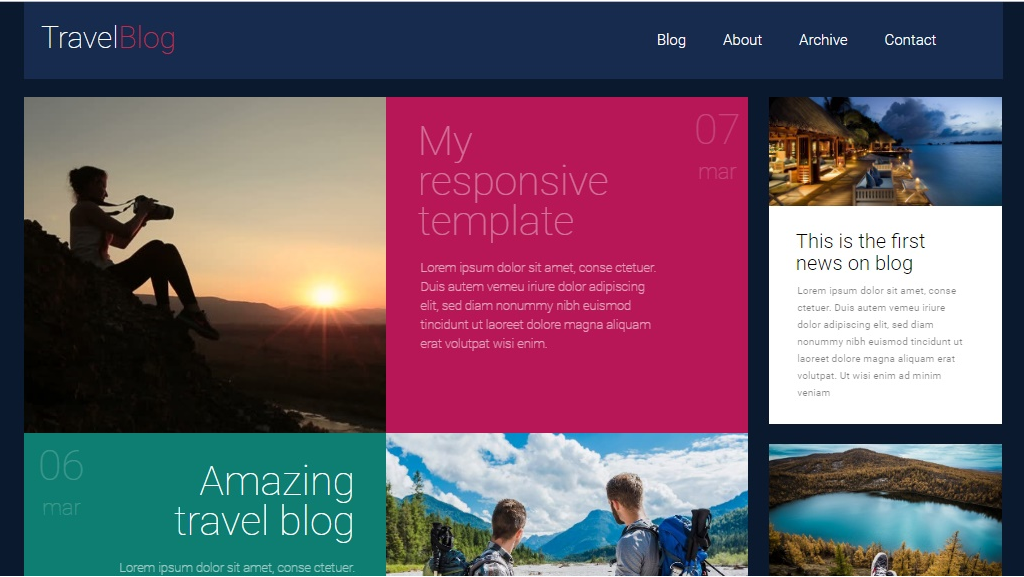 TravelBlog
Blog About Archive Contact
My
responsive
template
07
mar
Lorem ipsum dolor sit amet, conse ctetuer.
Duis autem vemeu iriure dolor adipiscing
elit, sed diam nonummy nibh euismod
tincidunt ut laoreet dolore magna aliquam
erat volutpat wisi enim.
This is the first
news on blog
Lorem ipsum dolor sit amet, conse
ctetuer. Duis autem vemeu iriure
dolor adipiscing elit, sed diam
nonummy nibh euismod tincidunt ut
laoreet dolore magna aliquam erat
volutpat. Ut wisi enim ad minim
veniam
06
mar
Amazing
travel blog
Lorem ipsum dolor sit amet, conse ctetuer.